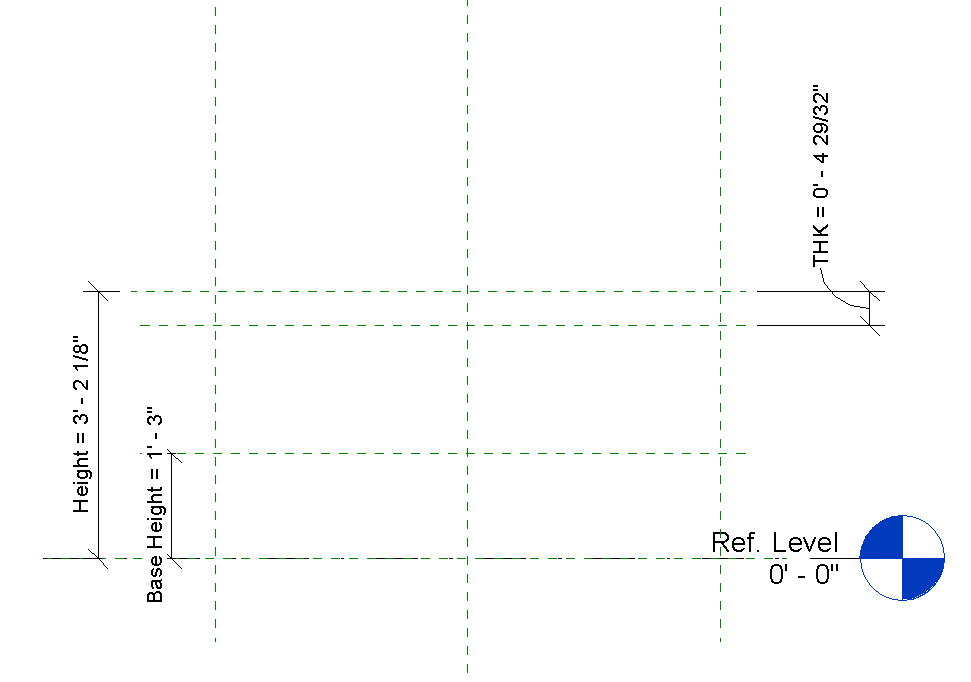 THK = 0' - 4 29/32"
Height = 3' - 2 1/8"
Base Height = 1' - 3"
Ref. Level
0' - 0"